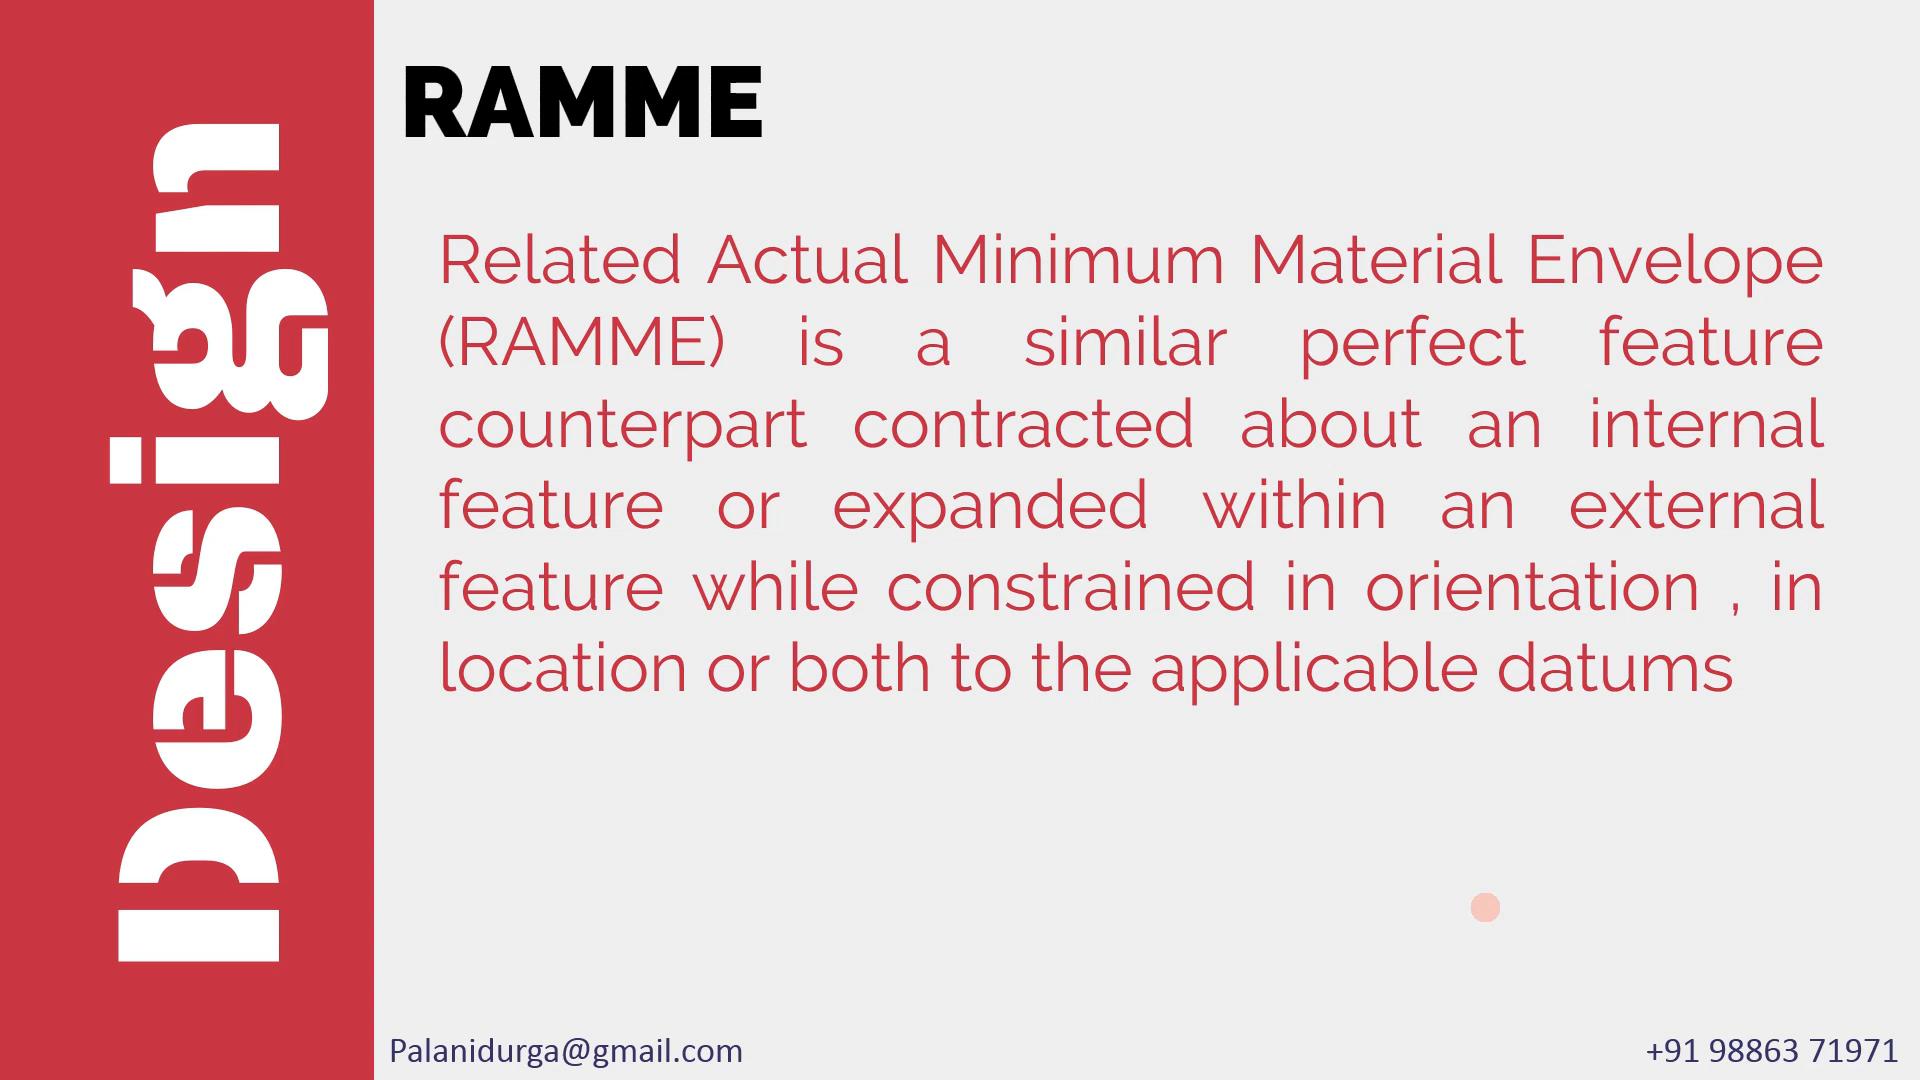 Design
RAMME
Related Actual Minimum Material Envelope
(RAMME) is a similar perfect feature
counterpart contracted about an internal
feature or expanded within an external
feature while constrained in orientation , in
location or both to the applicable datums
Palanidurga@gmail.com
+91 98863 71971